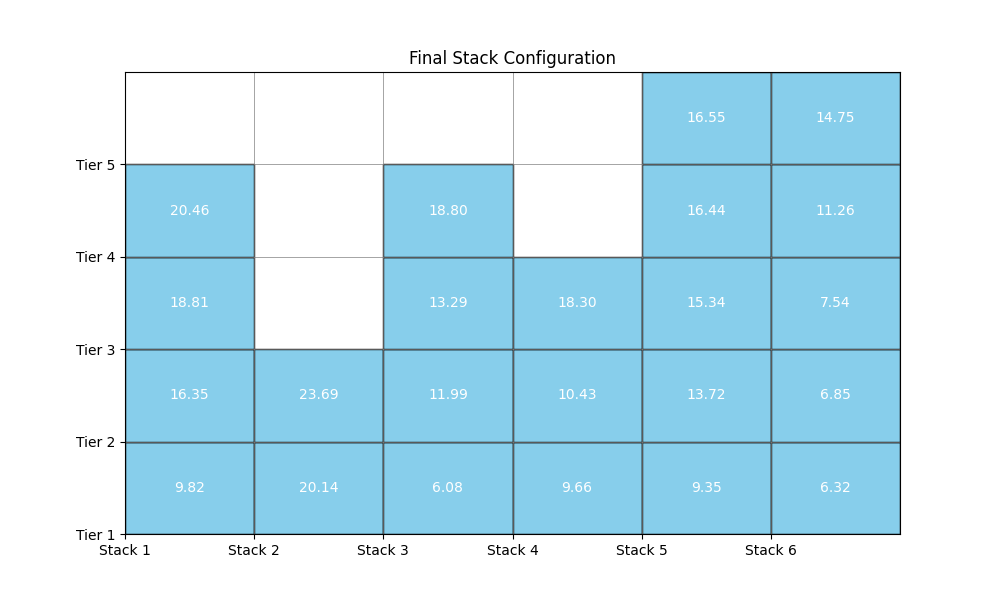 Final Stack Configuration
16.55 14.75
Tier 5
20.46 18.80 16.44 11.26
Tier 4
18.81 13.29 18.30 15.34 7.54
Tier 3
16.35 23.69 11.99 10.43 13.72 6.85
Tier 2
9.82 20.14 6.08 9.66 9.35 6.32
Tier 1
Stack 1 Stack 2 Stack 3 Stack 4 Stack 5 Stack 6